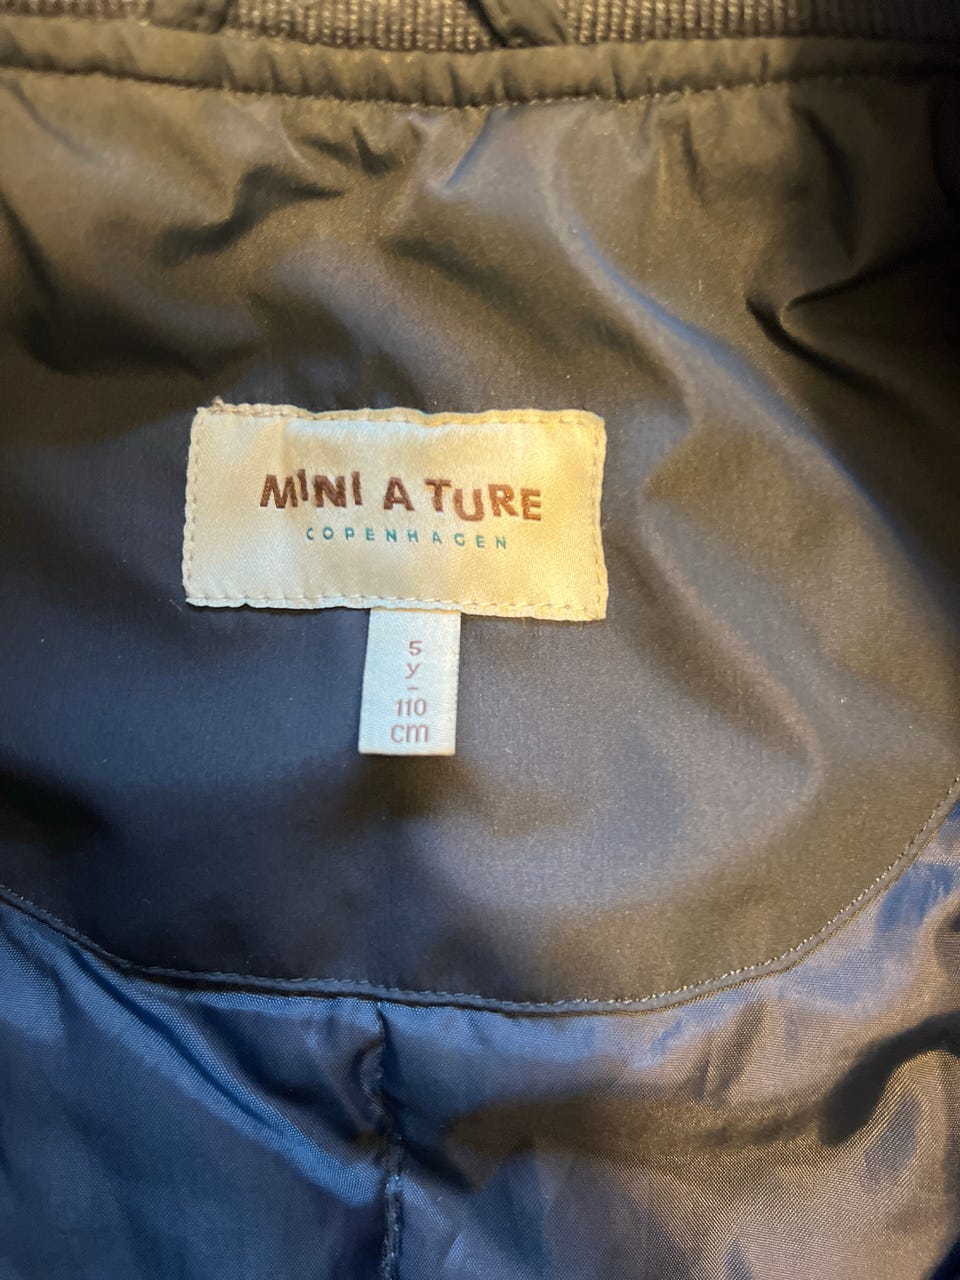 MINI A TURE
COPENHAGEN
5
y
-
110
cm